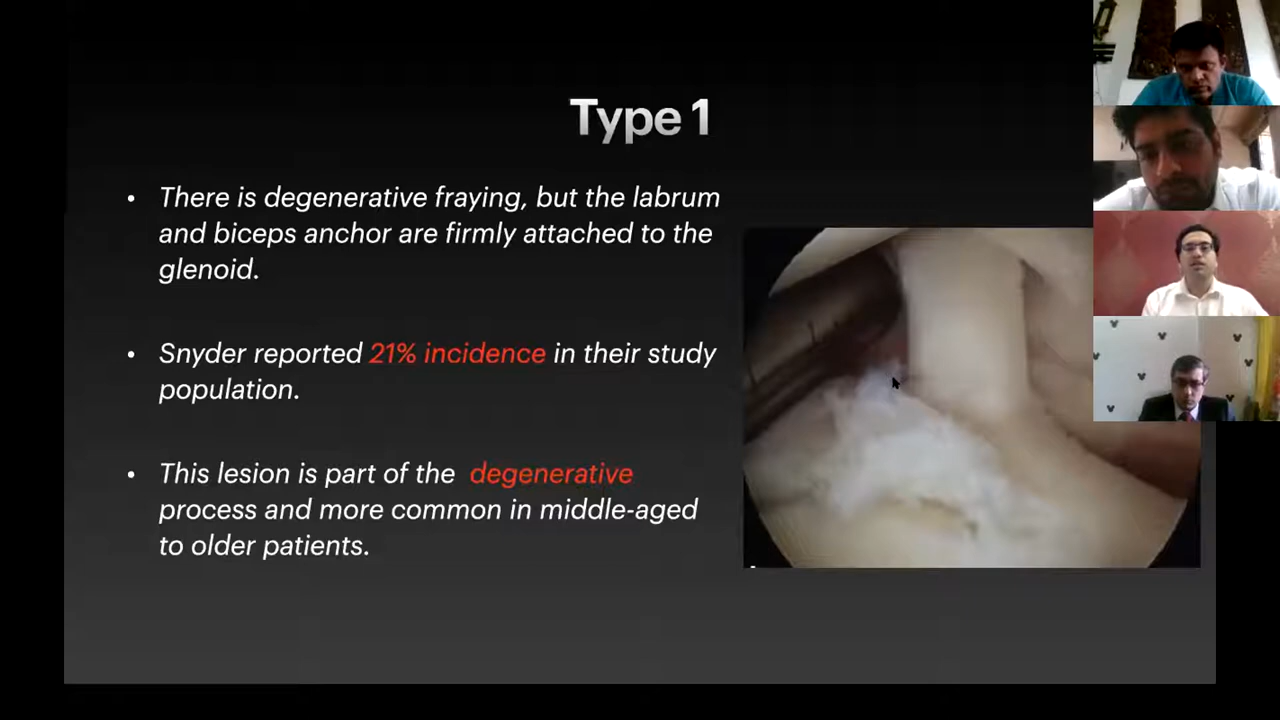 Type 1
• There is degenerative fraying, but the labrum
and biceps anchor are firmly attached to the
glenoid.
• Snyder reported 21% incidence in their study
population.
• This lesion is part of the degenerative
process and more common in middle-aged
to older patients.